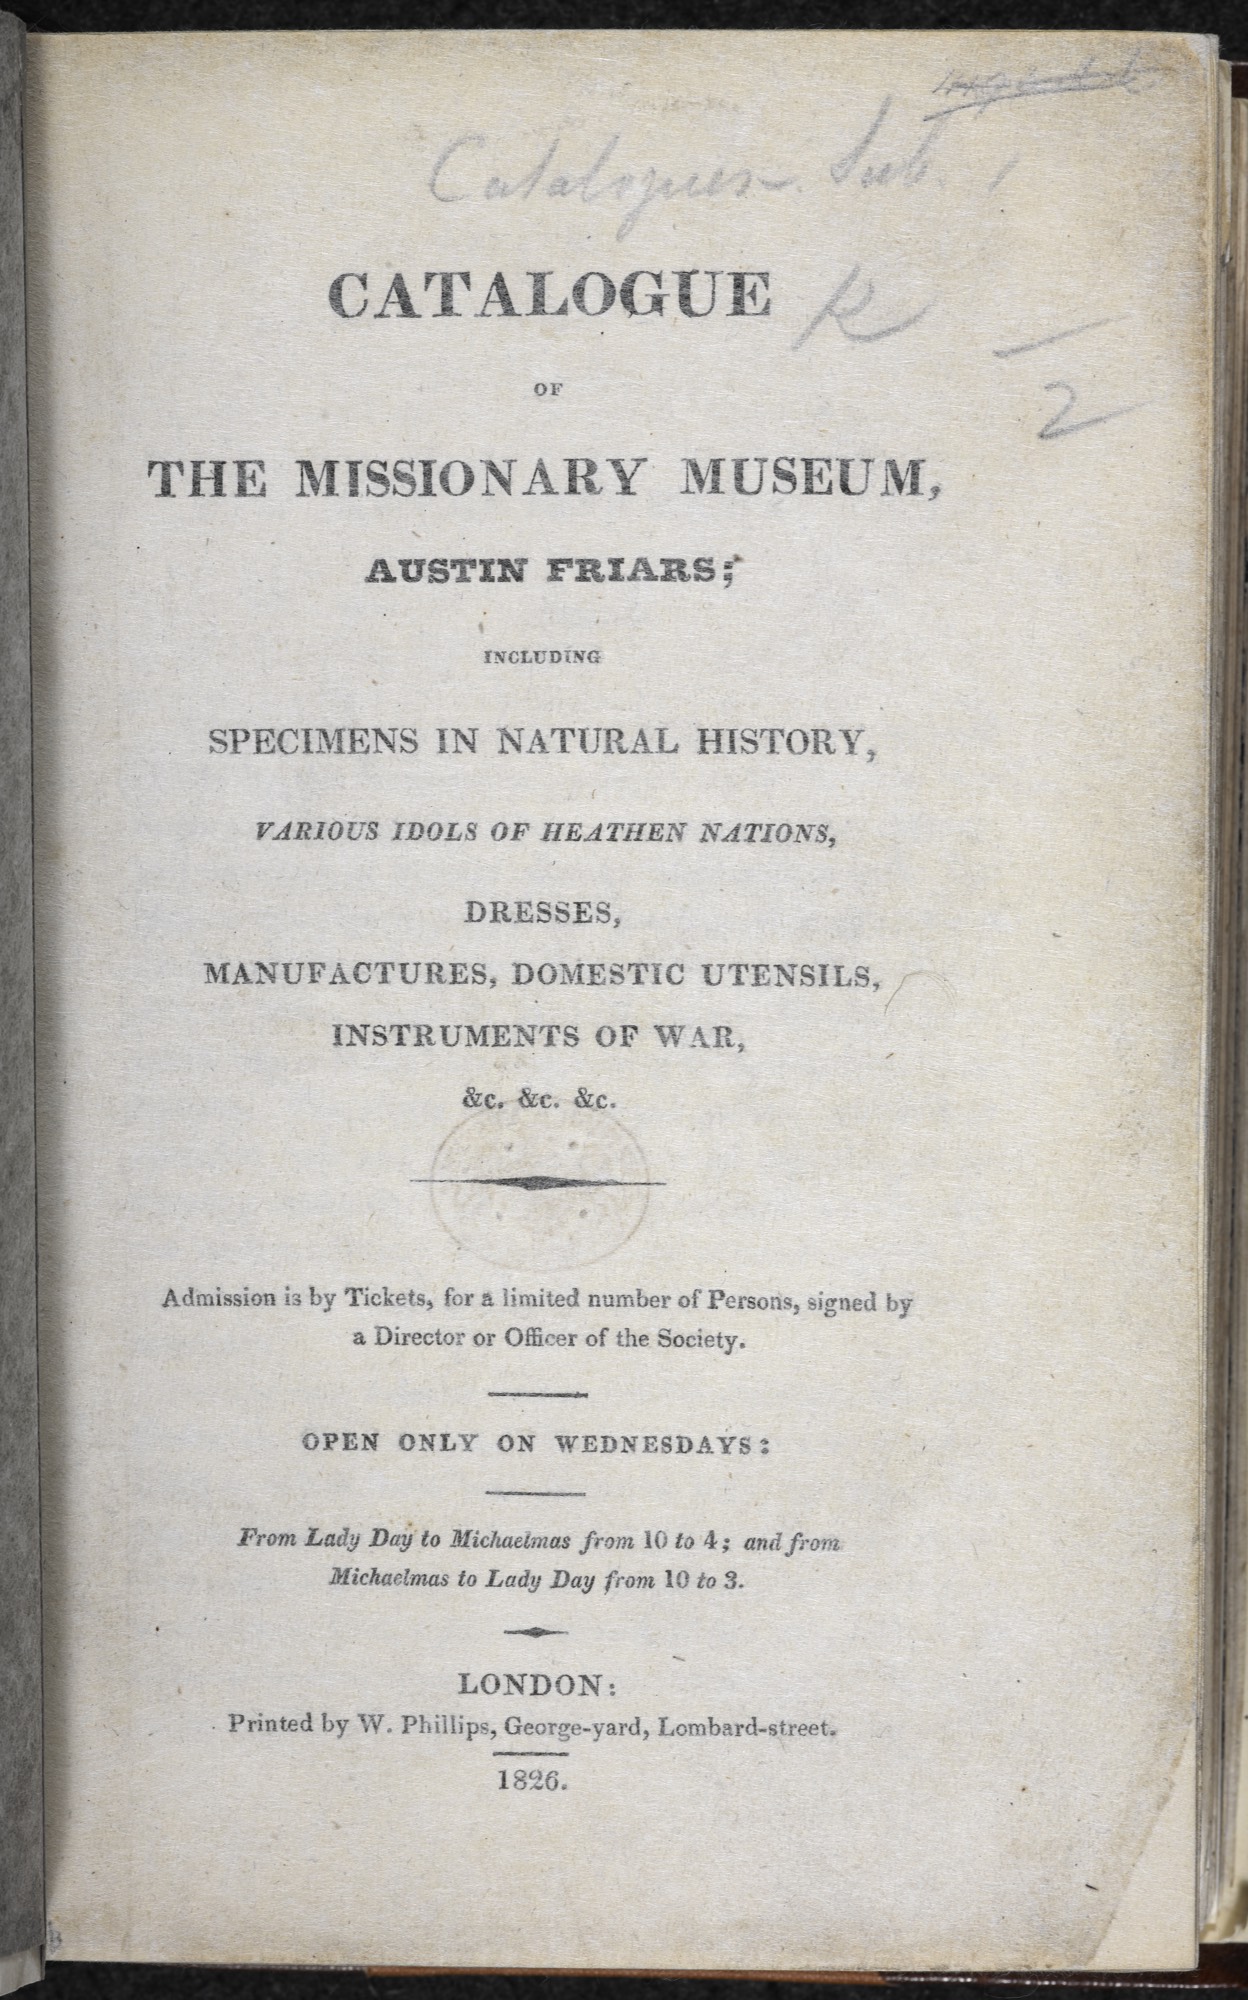 Catalogues. Sub.
CATALOGUE
R
OF
2
THE MISSIONARY MUSEUM,
AUSTIN FRIARS;
INCLUDING
SPECIMENS IN NATURAL HISTORY,
VARIOUS IDOLS OF HEATHEN NATIONS,
DRESSES,
MANUFACTURES, DOMESTIC UTENSILS,
INSTRUMENTS OF WAR,
&c. &c. &c.
Admission is by Tickets, for a limited number of Persons, signed by
a Director or Officer of the Society.
OPEN ONLY ON WEDNESDAYS:
From Lady Day to Michaelmas from 10 to 4; and from
Michaelmas to Lady Day from 10 to 3.
LONDON:
Printed by W. Phillips, George-yard, Lombard-street.
1826.